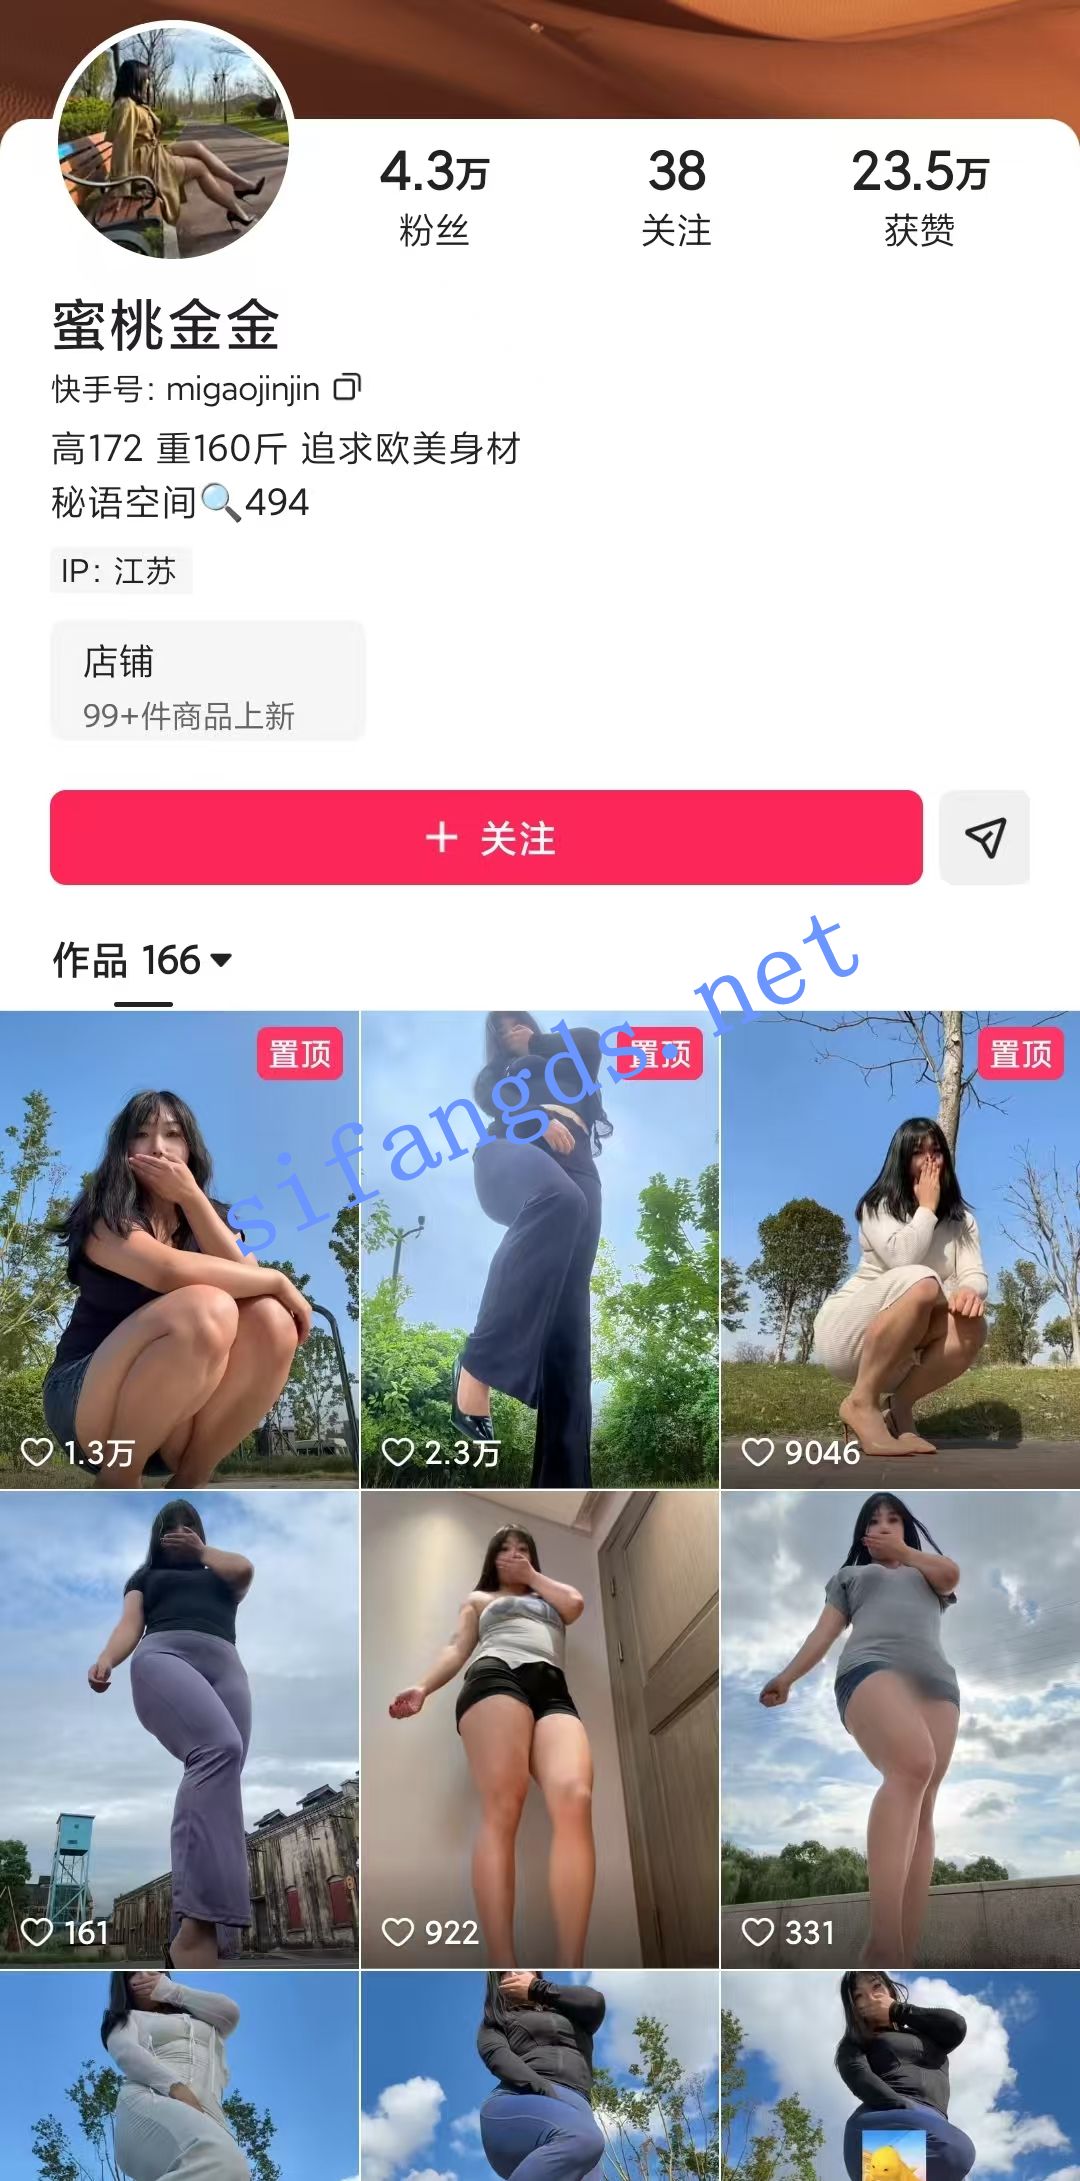 4.3万 38 23.5万
粉丝 关注 获赞
蜜桃金金
快手号: migaojinjin
高172 重160斤 追求欧美身材
秘语空间🔍494
IP: 江苏
店铺
99+件商品上新
+ 关注
作品 166
sifangds.net
置顶 置顶 置顶
1.3万 2.3万 9046
161 922 331